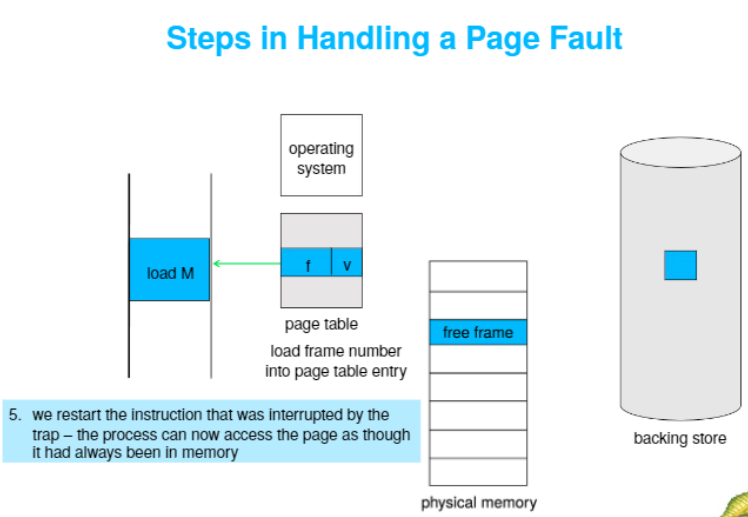 Steps in Handling a Page Fault
operating
system
load M
f
v
page table
load frame number
into page table entry
free frame
5. we restart the instruction that was interrupted by the
trap – the process can now access the page as though
it had always been in memory
backing store
physical memory